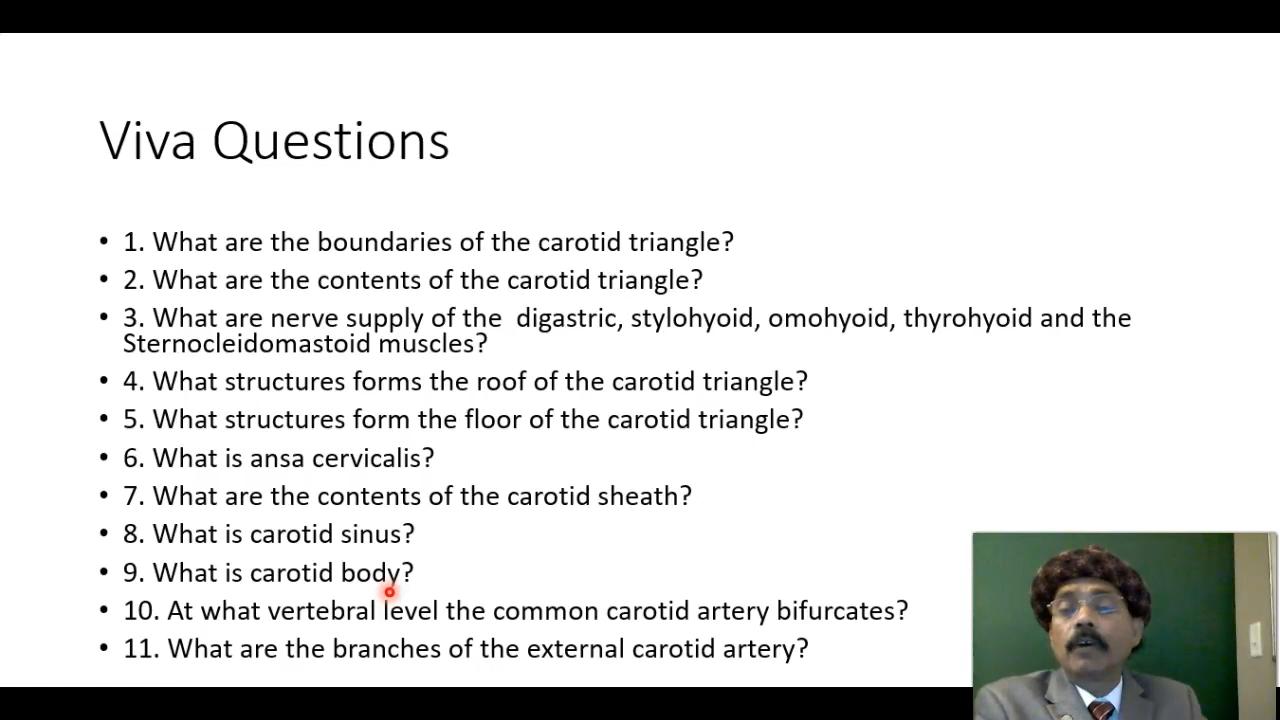 Viva Questions
• 1. What are the boundaries of the carotid triangle?
• 2. What are the contents of the carotid triangle?
• 3. What are nerve supply of the  digastric, stylohyoid, omohyoid, thyrohyoid and the
Sternocleidomastoid muscles?
• 4. What structures forms the roof of the carotid triangle?
• 5. What structures form the floor of the carotid triangle?
• 6. What is ansa cervicalis?
• 7. What are the contents of the carotid sheath?
• 8. What is carotid sinus?
• 9. What is carotid body?
• 10. At what vertebral level the common carotid artery bifurcates?
• 11. What are the branches of the external carotid artery?